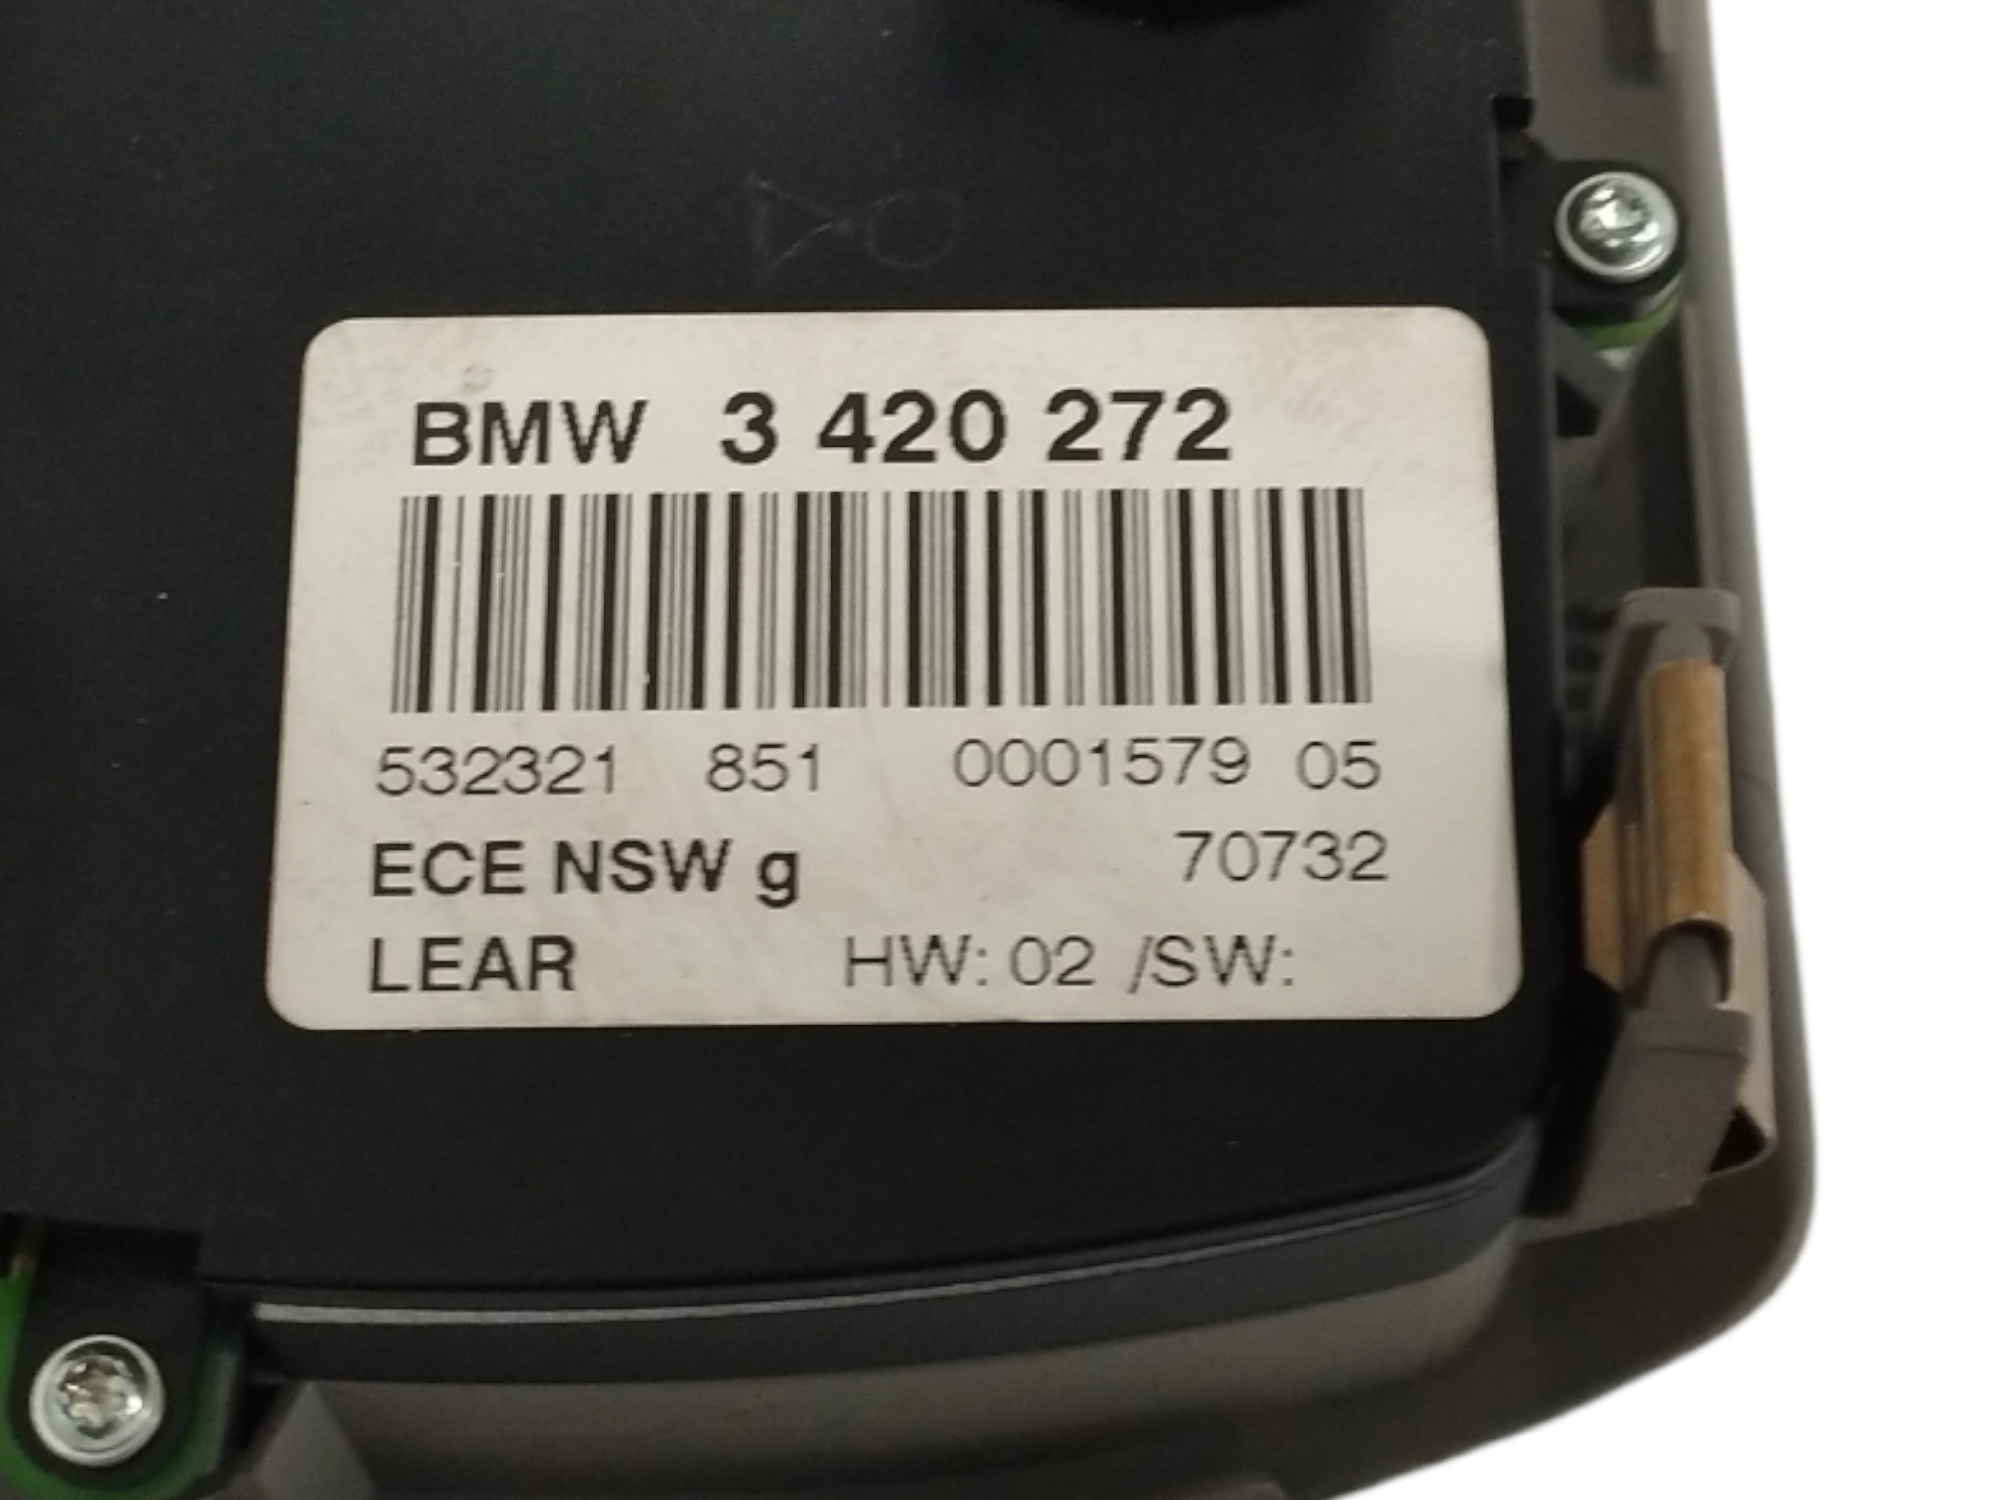 BMW 3 420 272
532321 851 0001579 05
ECE NSW g 70732
LEAR HW: 02 /SW: